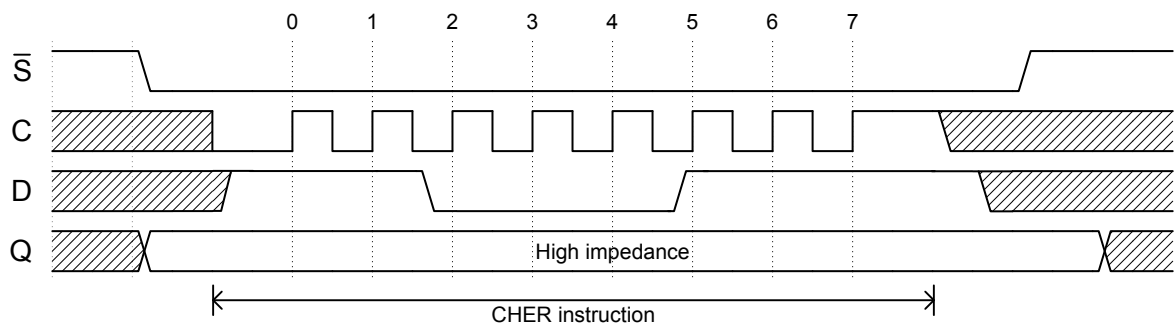 0 1 2 3 4 5 6 7
S̅
C
D
Q
High impedance
CHER instruction